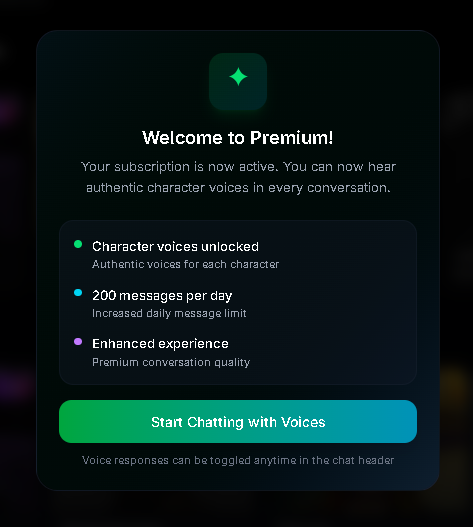 Welcome to Premium!
Your subscription is now active. You can now hear
authentic character voices in every conversation.
Character voices unlocked
Authentic voices for each character
200 messages per day
Increased daily message limit
Enhanced experience
Premium conversation quality
Start Chatting with Voices
Voice responses can be toggled anytime in the chat header